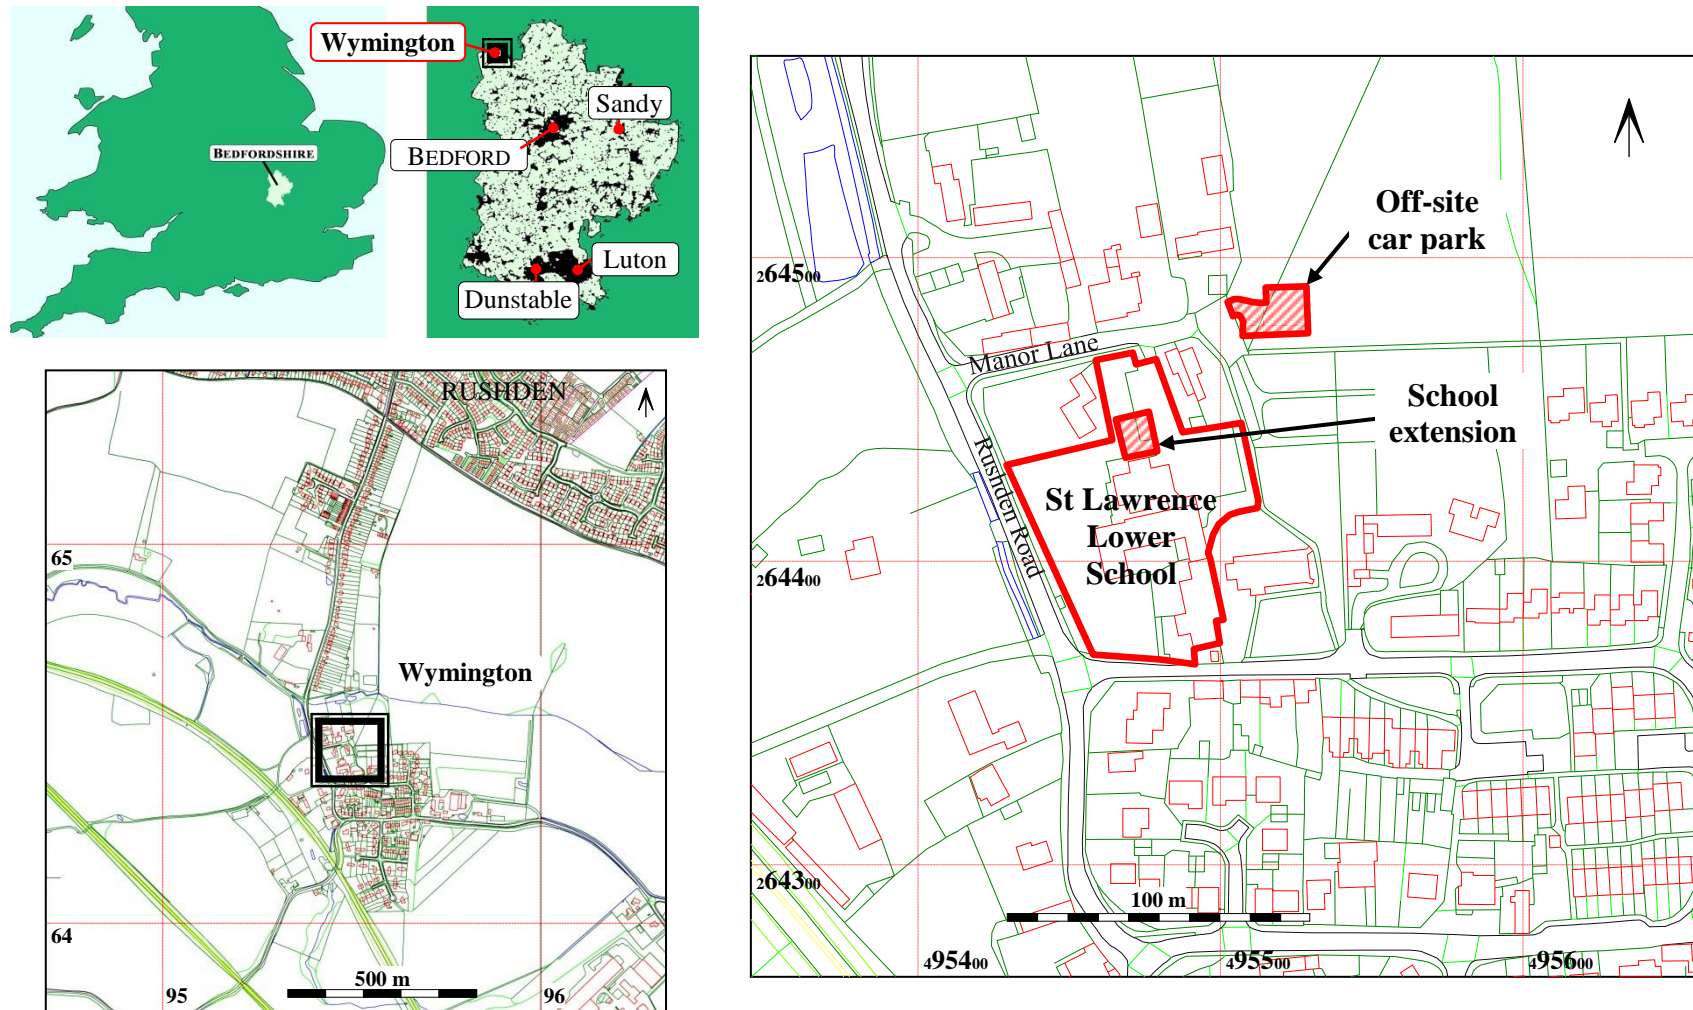 Wymington
Sandy
BEDFORDSHIRE
BEDFORD
Luton
Dunstable
RUSHDEN
65
Wymington
64
500 m
95
96
Off-site
car park
264500
Manor Lane
School
extension
Rushden Road
St Lawrence
Lower
School
264400
264300
100 m
495400
495500
495600